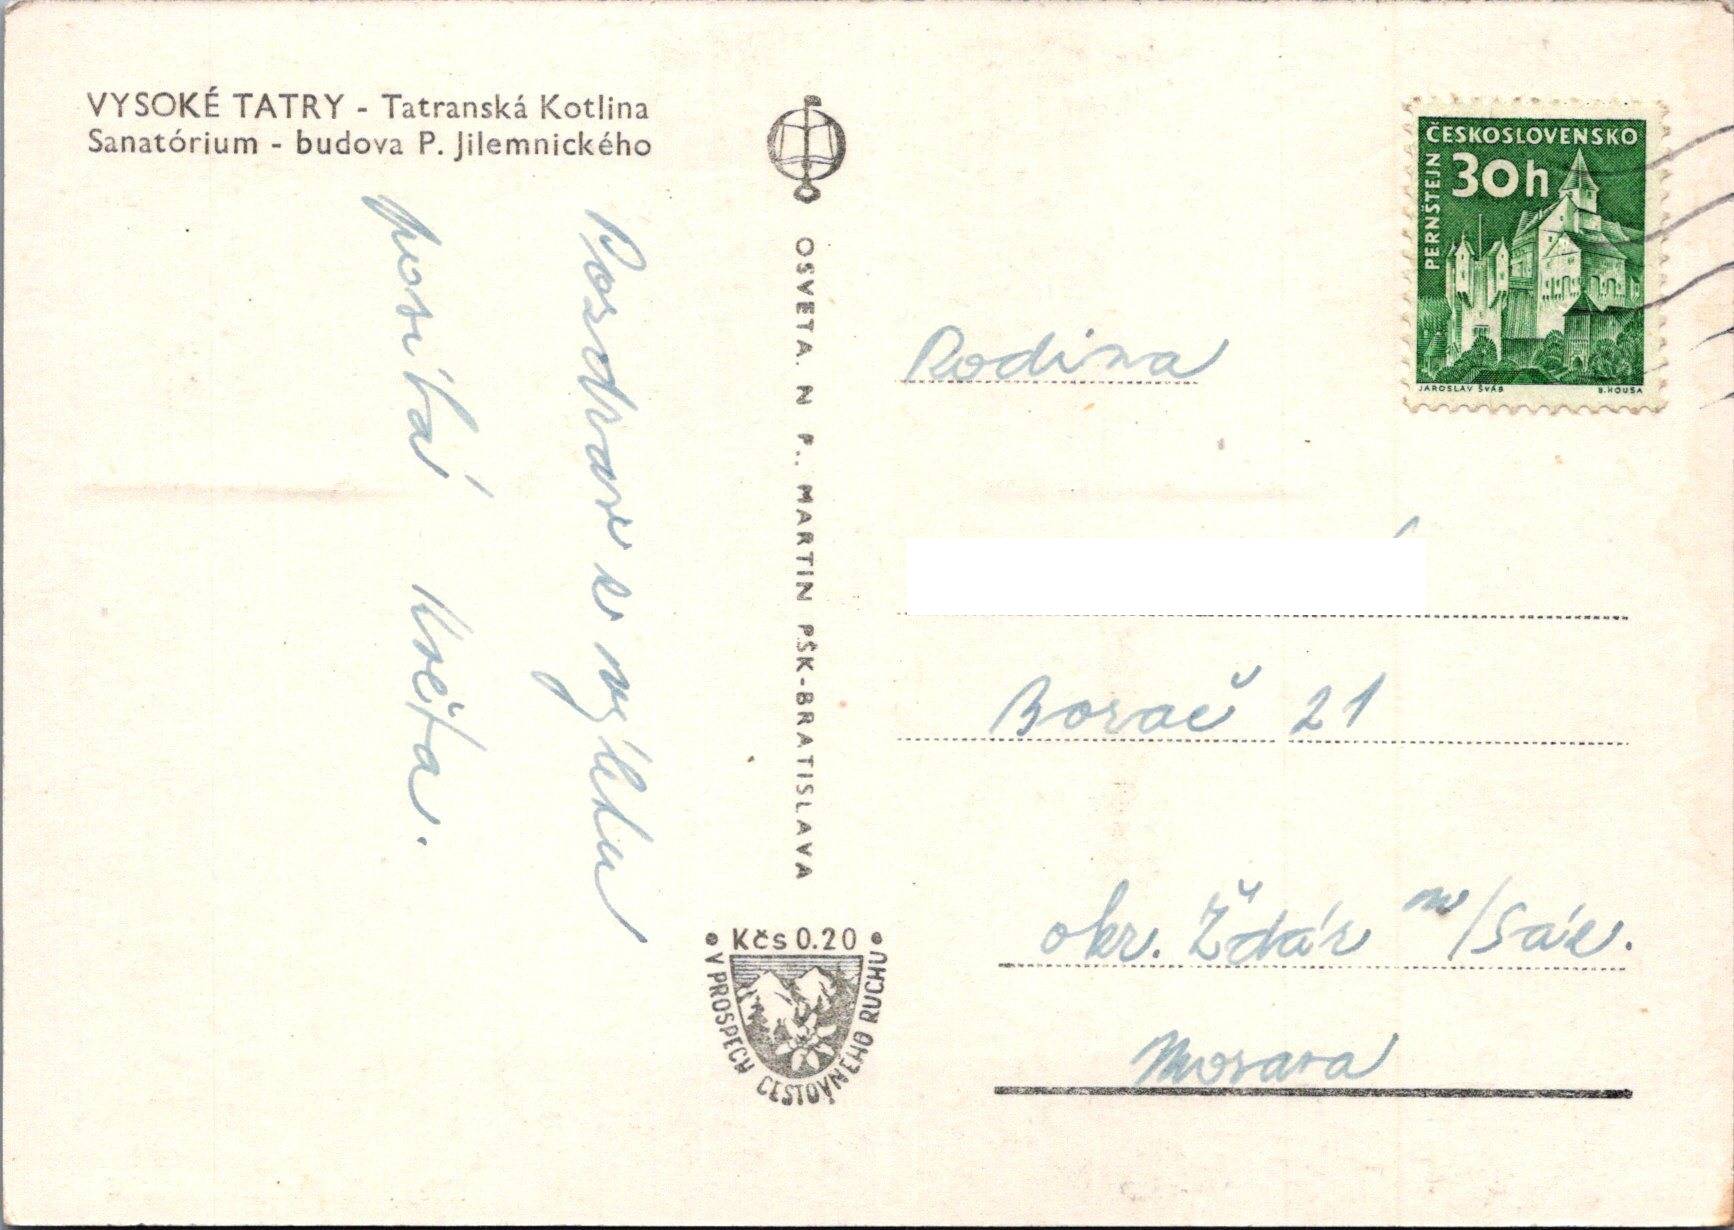 VYSOKÉ TATRY - Tatranská Kotlina
Sanatórium - budova P. Jilemnického
Pozdrav z výletu
posílá Květa.
OSVETA. N P., MARTIN PŠK-BRATISLAVA
• Kčs 0.20 •
V PROSPECH CESTOVNÉHO RUCHU
ČESKOSLOVENSKO
30h
PERNŠTEJN
JAROSLAV ŠVÁB B. HOUSA
Rodina
Borač 21
okr. Žďár n/Sáz.
Morava